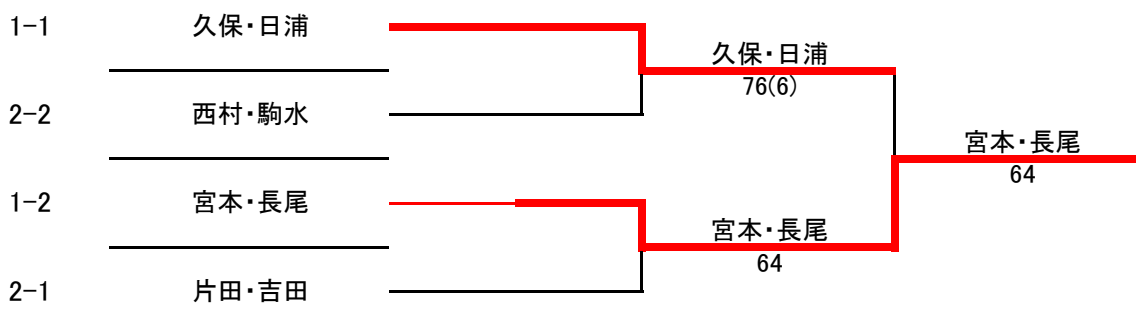 1-1 久保・日浦
久保・日浦
76(6)
2-2 西村・駒水
宮本・長尾
64
1-2 宮本・長尾
宮本・長尾
64
2-1 片田・吉田